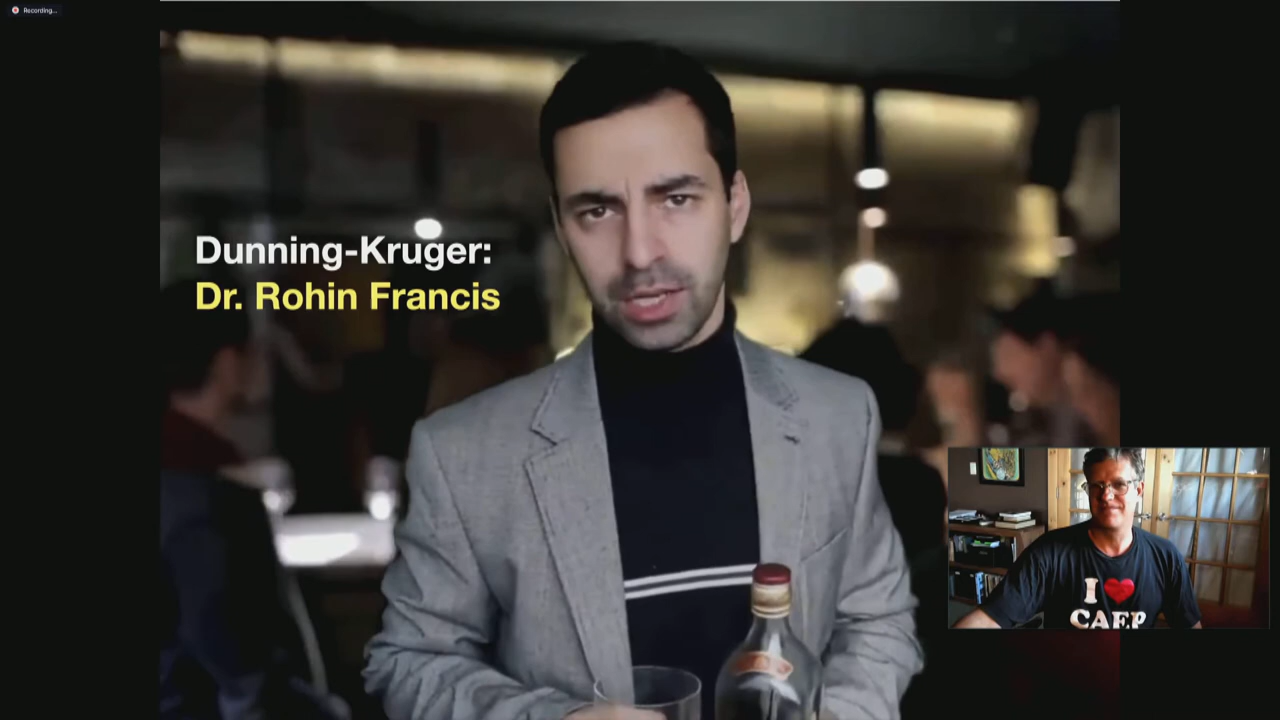 Recording...
Dunning-Kruger:
Dr. Rohin Francis
I
CAEP